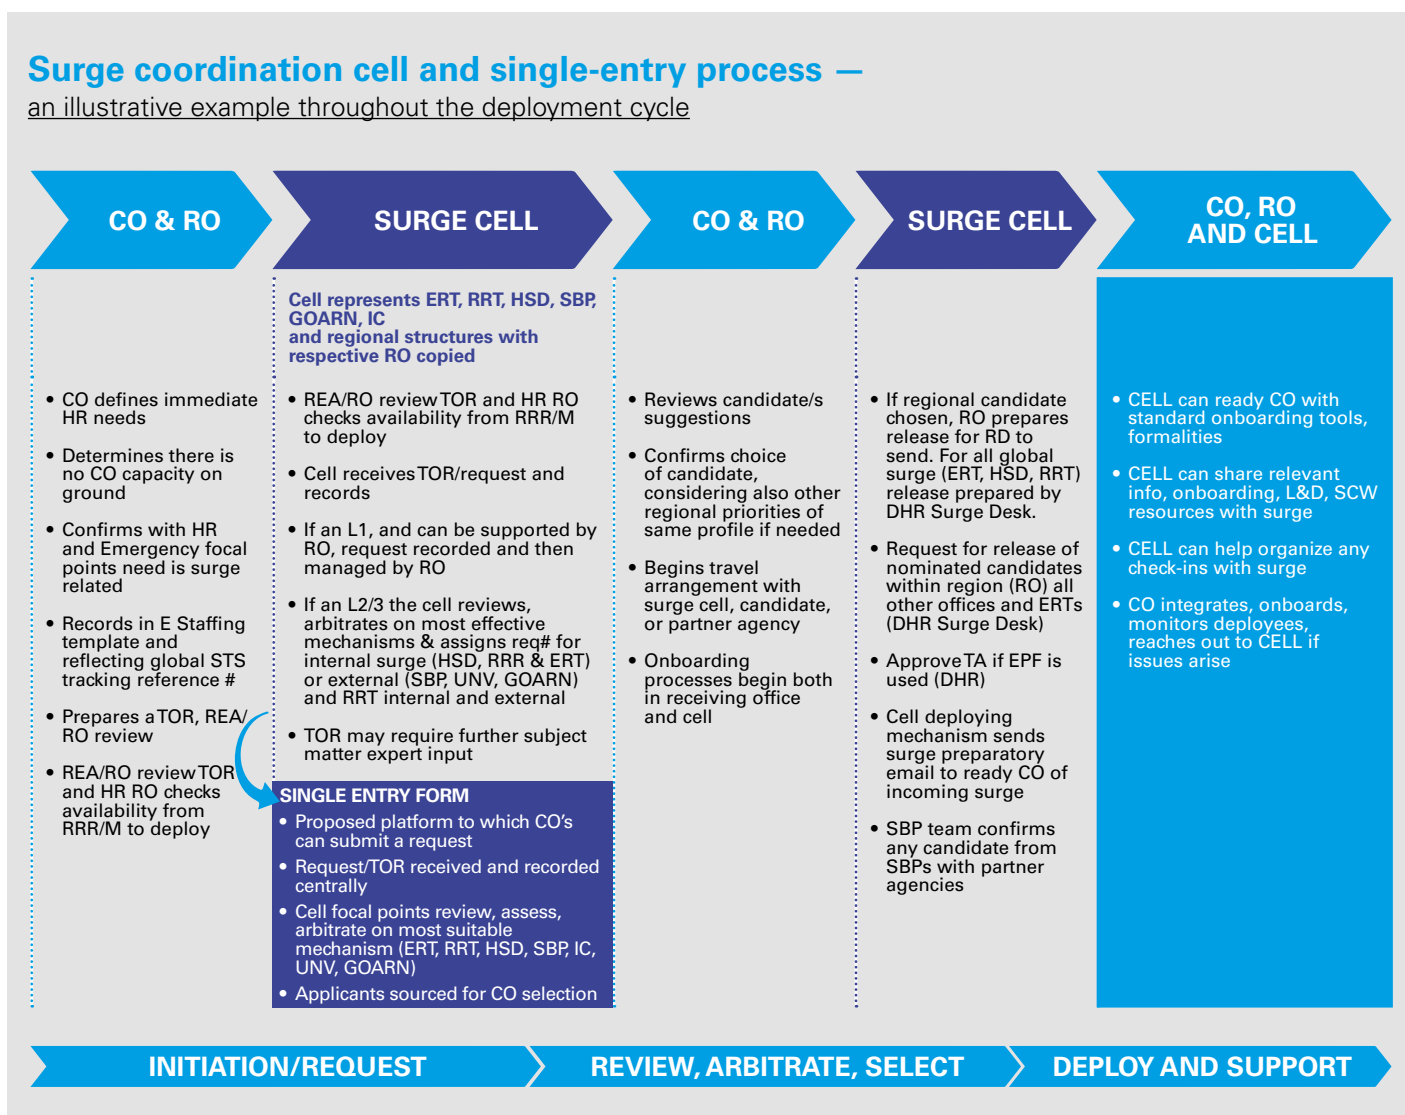 Surge coordination cell and single-entry process —
an illustrative example throughout the deployment cycle
CO & RO
• CO defines immediate
HR needs
• Determines there is
no CO capacity on
ground
• Confirms with HR
and Emergency focal
points need is surge
related
• Records in E Staffing
template and
reflecting global STS
tracking reference #
• Prepares a TOR, REA/
RO review
• REA/RO review TOR
and HR RO checks
availability from
RRR/M to deploy
SURGE CELL
Cell represents ERT, RRT, HSD, SBP,
GOARN, IC
and regional structures with
respective RO copied
• REA/RO review TOR and HR RO
checks availability from RRR/M
to deploy
• Cell receives TOR/request and
records
• If an L1, and can be supported by
RO, request recorded and then
managed by RO
• If an L2/3 the cell reviews,
arbitrates on most effective
mechanisms & assigns req# for
internal surge (HSD, RRR & ERT)
or external (SBP, UNV, GOARN)
and RRT internal and external
• TOR may require further subject
matter expert input
SINGLE ENTRY FORM
• Proposed platform to which CO’s
can submit a request
• Request/TOR received and recorded
centrally
• Cell focal points review, assess,
arbitrate on most suitable
mechanism (ERT, RRT, HSD, SBP, IC,
UNV, GOARN)
• Applicants sourced for CO selection
CO & RO
• Reviews candidate/s
suggestions
• Confirms choice
of candidate,
considering also other
regional priorities of
same profile if needed
• Begins travel
arrangement with
surge cell, candidate,
or partner agency
• Onboarding
processes begin both
in receiving office
and cell
SURGE CELL
• If regional candidate
chosen, RO prepares
release for RD to
send. For all global
surge (ERT, HSD, RRT)
release prepared by
DHR Surge Desk.
• Request for release of
nominated candidates
within region (RO) all
other offices and ERTs
(DHR Surge Desk)
• Approve TA if EPF is
used (DHR)
• Cell deploying
mechanism sends
surge preparatory
email to ready CO of
incoming surge
• SBP team confirms
any candidate from
SBPs with partner
agencies
CO, RO
AND CELL
• CELL can ready CO with
standard onboarding tools,
formalities
• CELL can share relevant
info, onboarding, L&D, SCW
resources with surge
• CELL can help organize any
check-ins with surge
• CO integrates, onboards,
monitors deployees,
reaches out to CELL if
issues arise
INITIATION/REQUEST
REVIEW, ARBITRATE, SELECT
DEPLOY AND SUPPORT